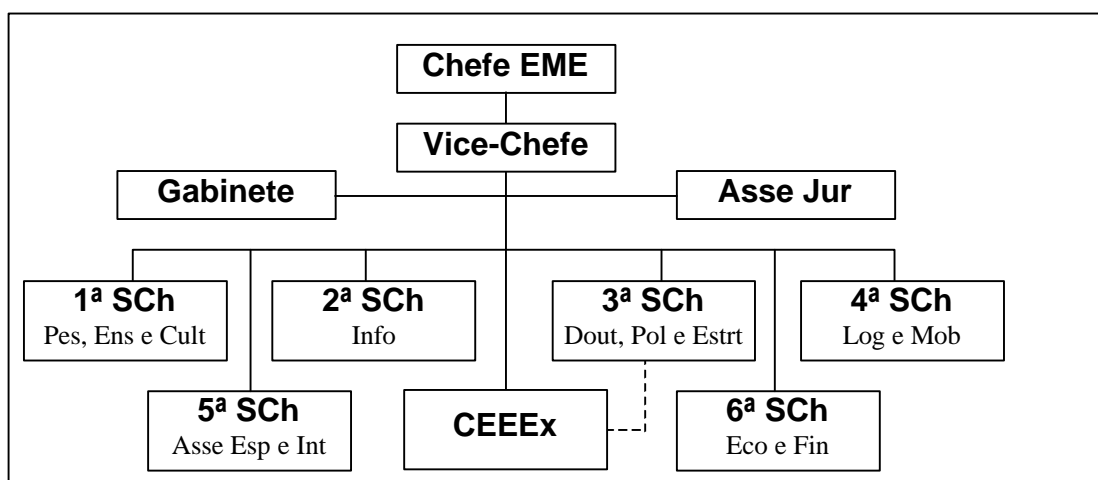 Chefe EME
Vice-Chefe
Gabinete
Asse Jur
1ª SCh
Pes, Ens e Cult
2ª SCh
Info
3ª SCh
Dout, Pol e Estrt
4ª SCh
Log e Mob
5ª SCh
Asse Esp e Int
CEEEx
6ª SCh
Eco e Fin